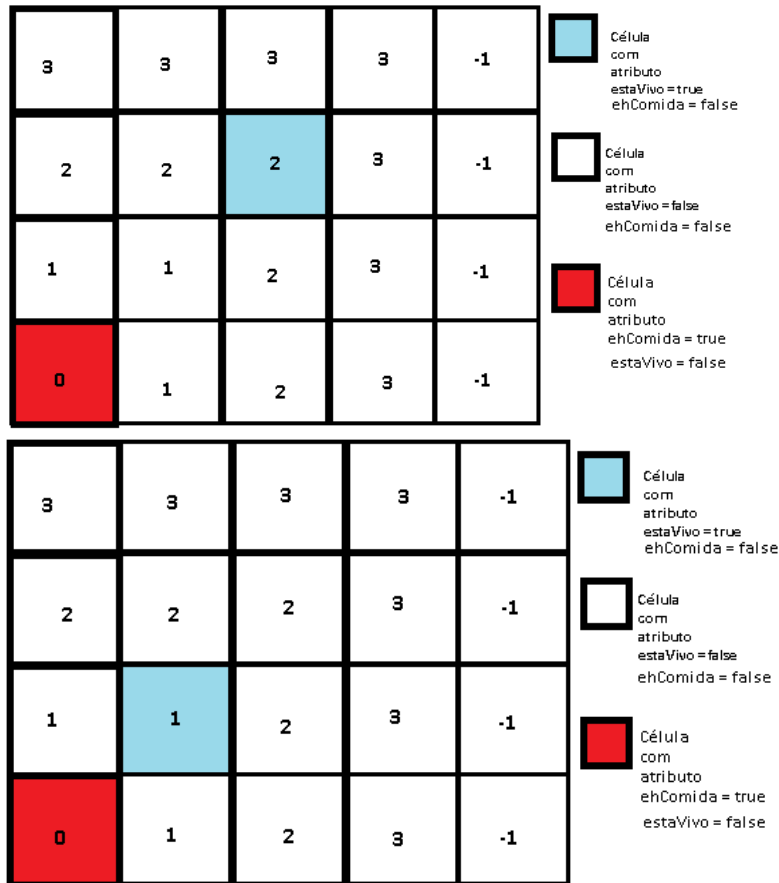 3 3 3 3 -1
2 2 2 3 -1
1 1 2 3 -1
0 1 2 3 -1
Célula
com
atributo
estaVivo=true
ehComida = false
Célula
com
atributo
estaVivo=false
ehComida = false
Célula
com
atributo
ehComida = true
estaVivo = false
3 3 3 3 -1
2 2 2 3 -1
1 1 2 3 -1
0 1 2 3 -1
Célula
com
atributo
estaVivo=true
ehComida = false
Célula
com
atributo
estaVivo=false
ehComida = false
Célula
com
atributo
ehComida = true
estaVivo = false